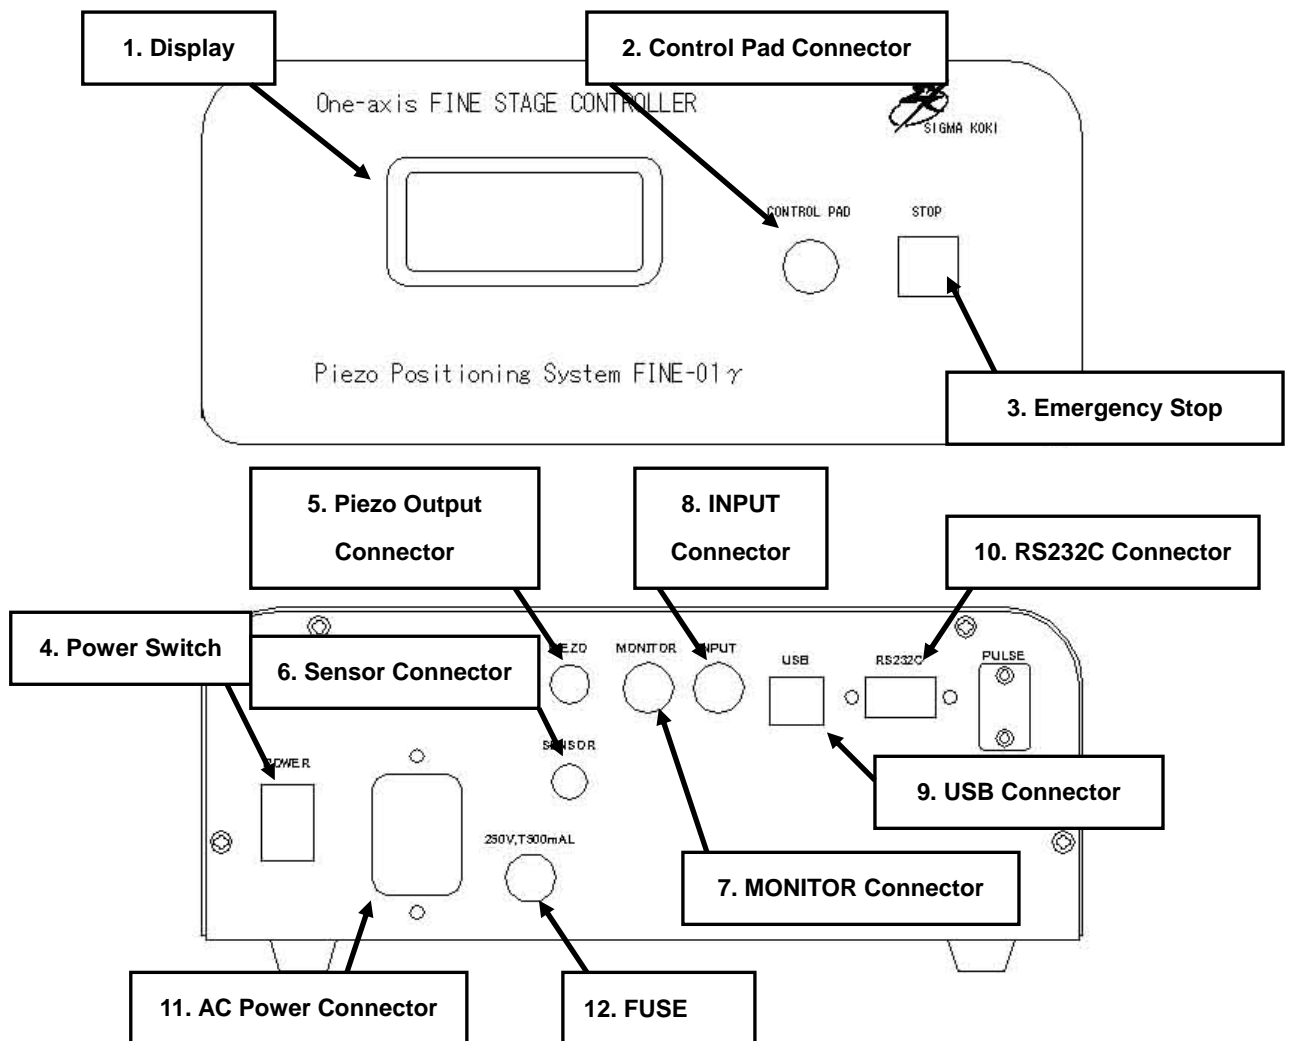 1. Display
2. Control Pad Connector
One-axis FINE STAGE CONTROLLER
SIGMA KOKI
CONTROL PAD
STOP
Piezo Positioning System FINE-01γ
3. Emergency Stop
5. Piezo Output
Connector
8. INPUT
Connector
10. RS232C Connector
4. Power Switch
6. Sensor Connector
MONITOR
USB
RS232C
PULSE
SENSOR
POWER
9. USB Connector
250V,T500mAL
7. MONITOR Connector
11. AC Power Connector
12. FUSE